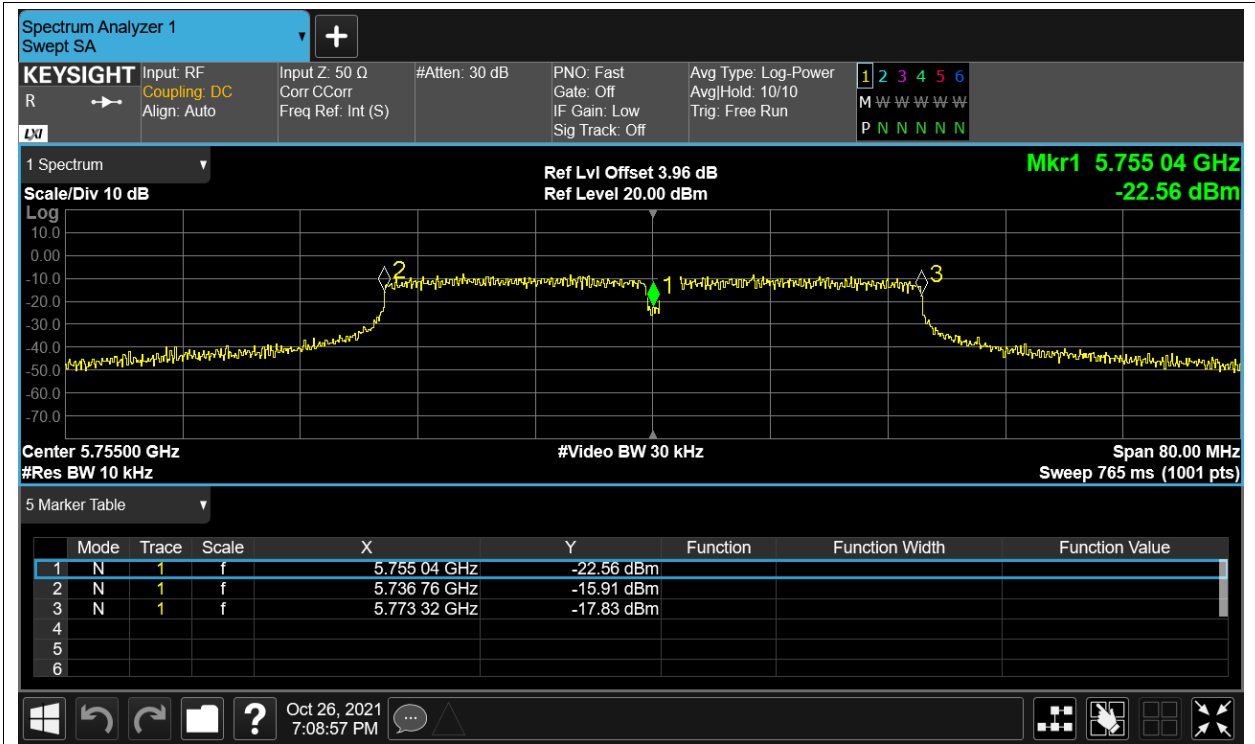 Spectrum Analyzer 1
Swept SA
KEYSIGHT
R
LXI
Input: RF
Coupling: DC
Align: Auto
Input Z: 50 Ω
Corr CCorr
Freq Ref: Int (S)
#Atten: 30 dB
PNO: Fast
Gate: Off
IF Gain: Low
Sig Track: Off
Avg Type: Log-Power
Avg|Hold: 10/10
Trig: Free Run
1 2 3 4 5 6
M W W W W W
P N N N N N
1 Spectrum
Scale/Div 10 dB
Ref Lvl Offset 3.96 dB
Ref Level 20.00 dBm
Mkr1 5.755 04 GHz
-22.56 dBm
Log
10.0
0.00
-10.0
-20.0
-30.0
-40.0
-50.0
-60.0
-70.0
2
1
3
Center 5.75500 GHz
#Video BW 30 kHz
Span 80.00 MHz
#Res BW 10 kHz
Sweep 765 ms (1001 pts)
5 Marker Table
Mode Trace Scale X Y Function Function Width Function Value
1 N 1 f 5.755 04 GHz -22.56 dBm
2 N 1 f 5.736 76 GHz -15.91 dBm
3 N 1 f 5.773 32 GHz -17.83 dBm
4
5
6
?
Oct 26, 2021
7:08:57 PM